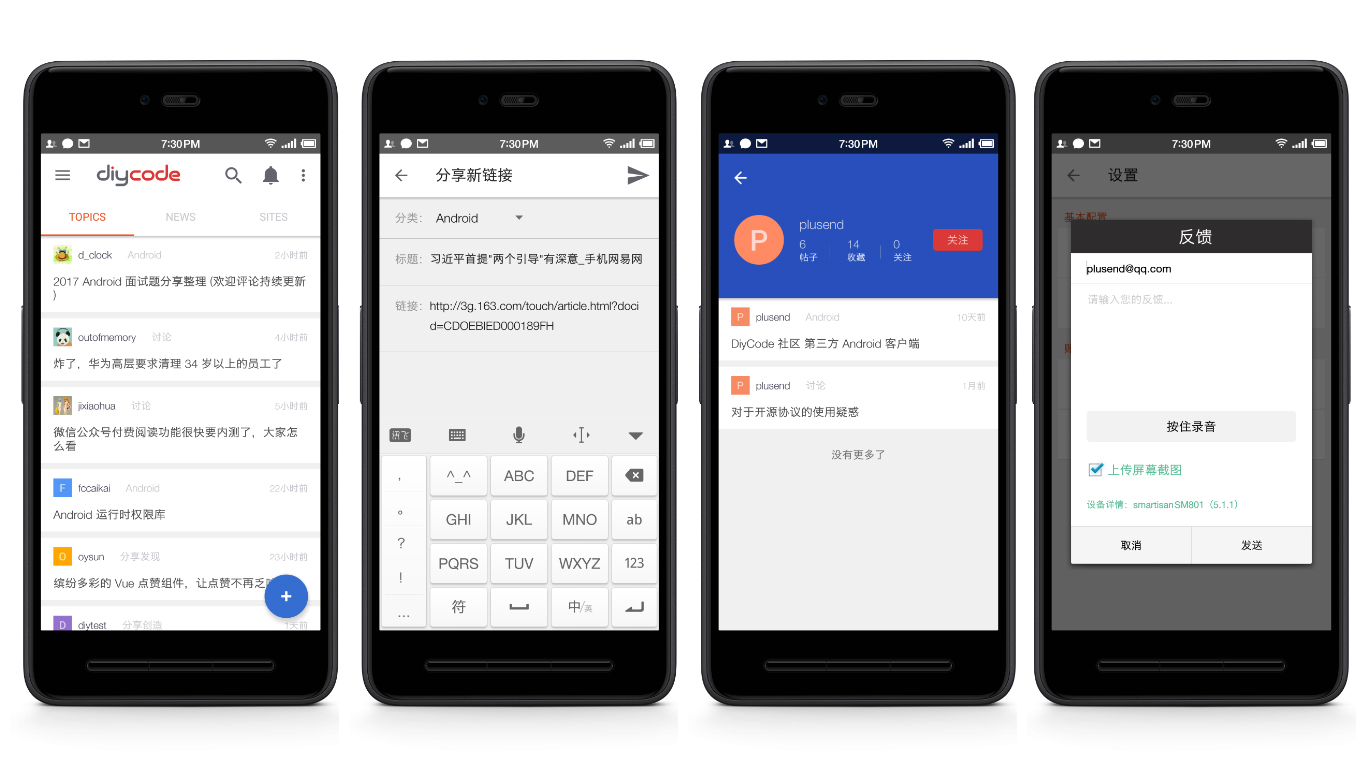 7:30 PM
diycode
TOPICS NEWS SITES
d_clock Android 2小时前
2017 Android 面试题分享整理 (欢迎评论持续更新
)
outofmemory 讨论 4小时前
炸了，华为高层要求清理 34 岁以上的员工了
jixiaohua 讨论 5小时前
微信公众号付费阅读功能很快要内测了，大家怎
么看
F fccaikai Android 22小时前
Android 运行时权限库
O oysun 分享发现 23小时前
缤纷多彩的 Vue 点赞组件，让点赞不再乏
+
D diytest 分享创造 1天前
7:30 PM
分享新链接
分类： Android
标题： 习近平首提"两个引导"有深意_手机网易网
链接： http://3g.163.com/touch/article.html?doci
d=CDOEBIED000189FH
讯飞
， ^_^ ABC DEF
。 GHI JKL MNO ab
？ PQRS TUV WXYZ 123
！
… 符 中/英
7:30 PM
P plusend
6 14 0
帖子 收藏 关注
关注
P plusend Android 10天前
DiyCode 社区 第三方 Android 客户端
P plusend 讨论 1月前
对于开源协议的使用疑惑
没有更多了
7:30 PM
设置
基本配置
反馈
plusend@qq.com
请输入您的反馈...
按住录音
上传屏幕截图
设备详情：smartisan SM801（5.1.1）
取消 发送